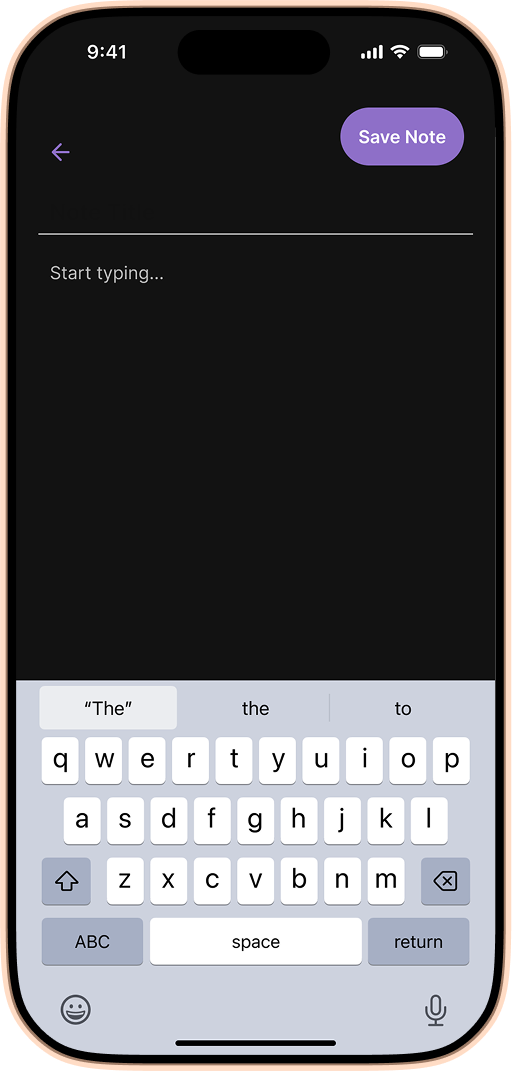 9:41
Save Note
Start typing...
“The” the to
q w e r t y u i o p
a s d f g h j k l
z x c v b n m
ABC space return